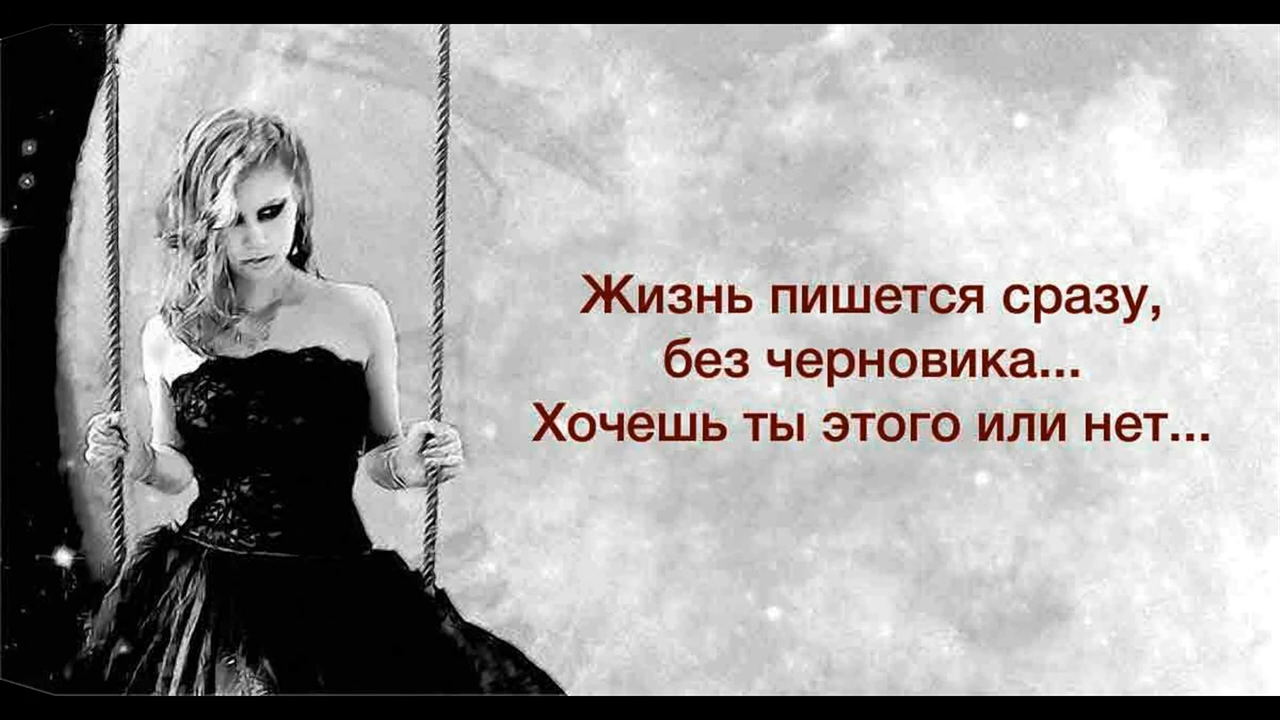 Жизнь пишется сразу,
без черновика...
Хочешь ты этого или нет...